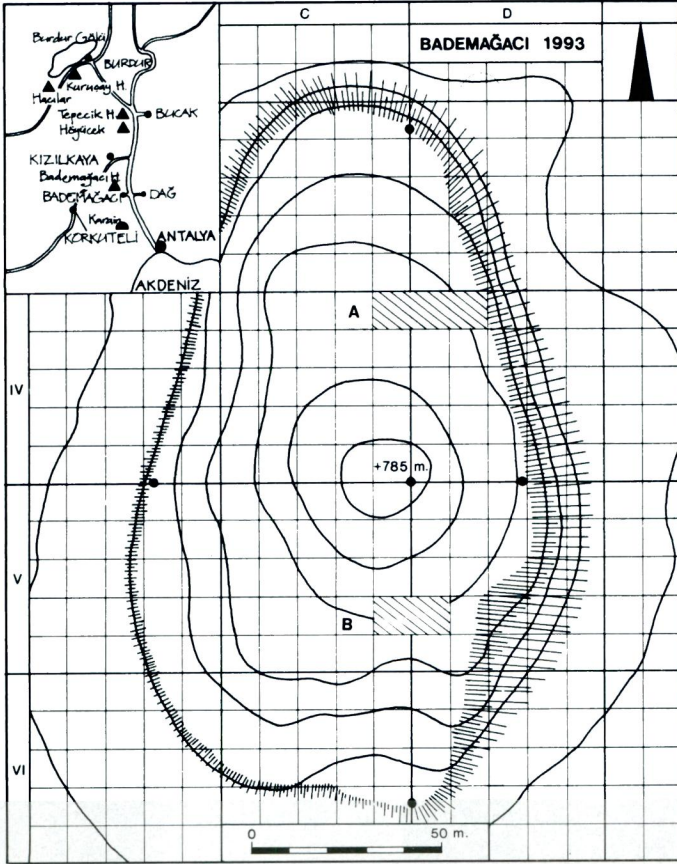 C D
BADEMAĞACI 1993
Burdur Gölü
BURDUR
Kuruçay H.
Hacılar
Tepecik H.
BUCAK
Höyücek
KIZILKAYA
Bademağacı H.
BADEMAĞACI
DAĞ
Karain
KORKUTELİ
ANTALYA
AKDENİZ
A
IV
+785 m.
V
B
VI
0 50 m.